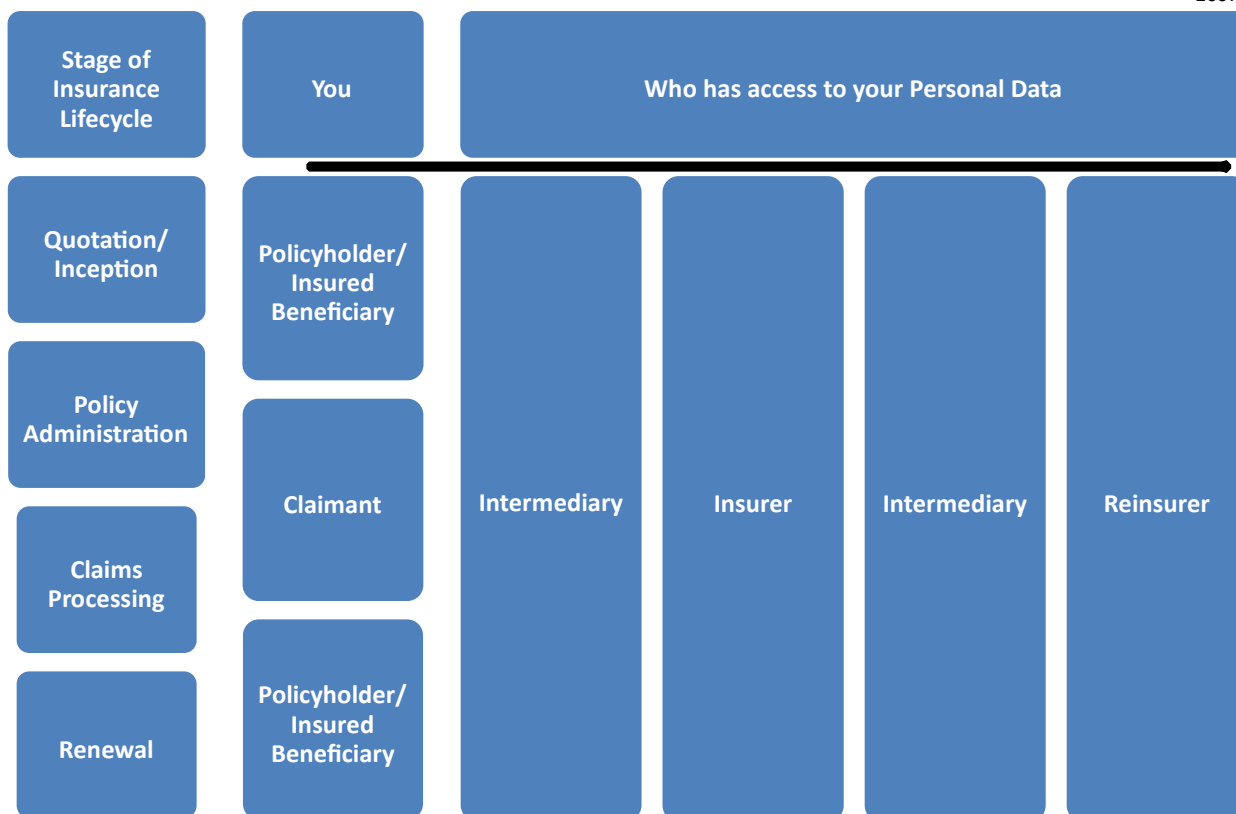 Stage of
Insurance
Lifecycle
You
Who has access to your Personal Data
Quotation/
Inception
Policy
Administration
Claims
Processing
Renewal
Policyholder/
Insured
Beneficiary
Claimant
Policyholder/
Insured
Beneficiary
Intermediary
Insurer
Intermediary
Reinsurer